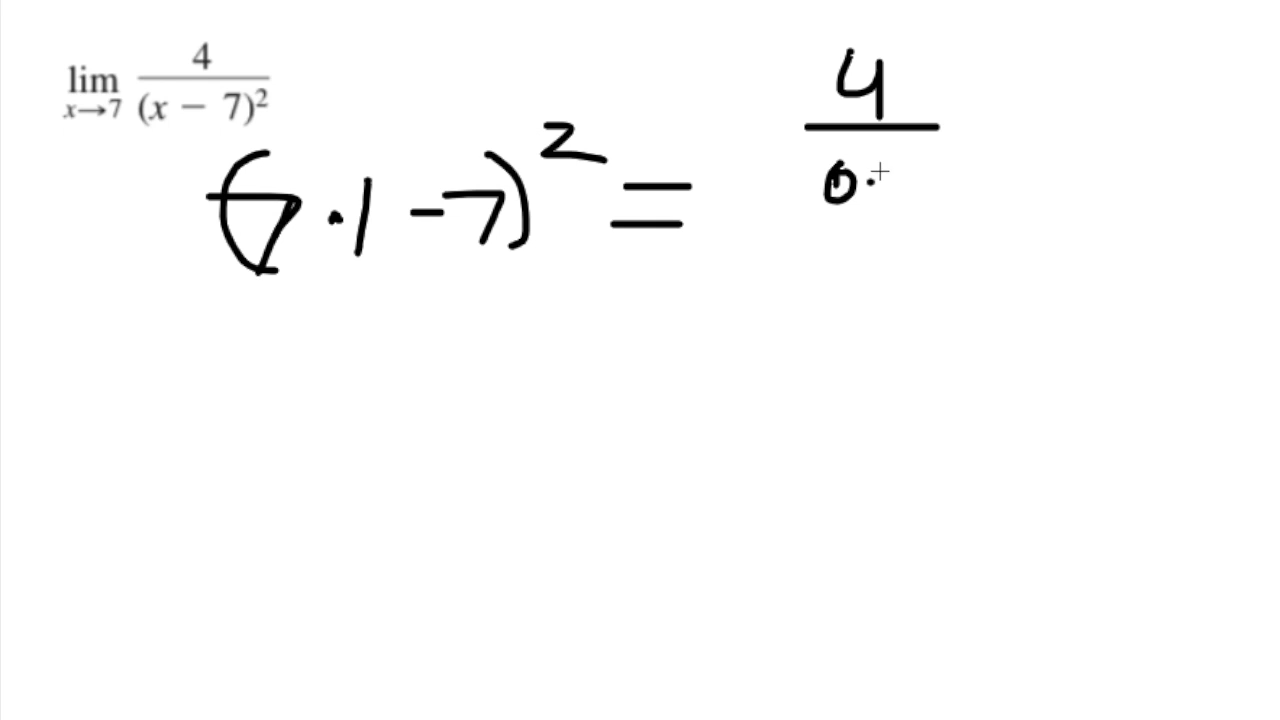 lim x→7 4/(x − 7)²
(7.1 - 7)² = 4/0.